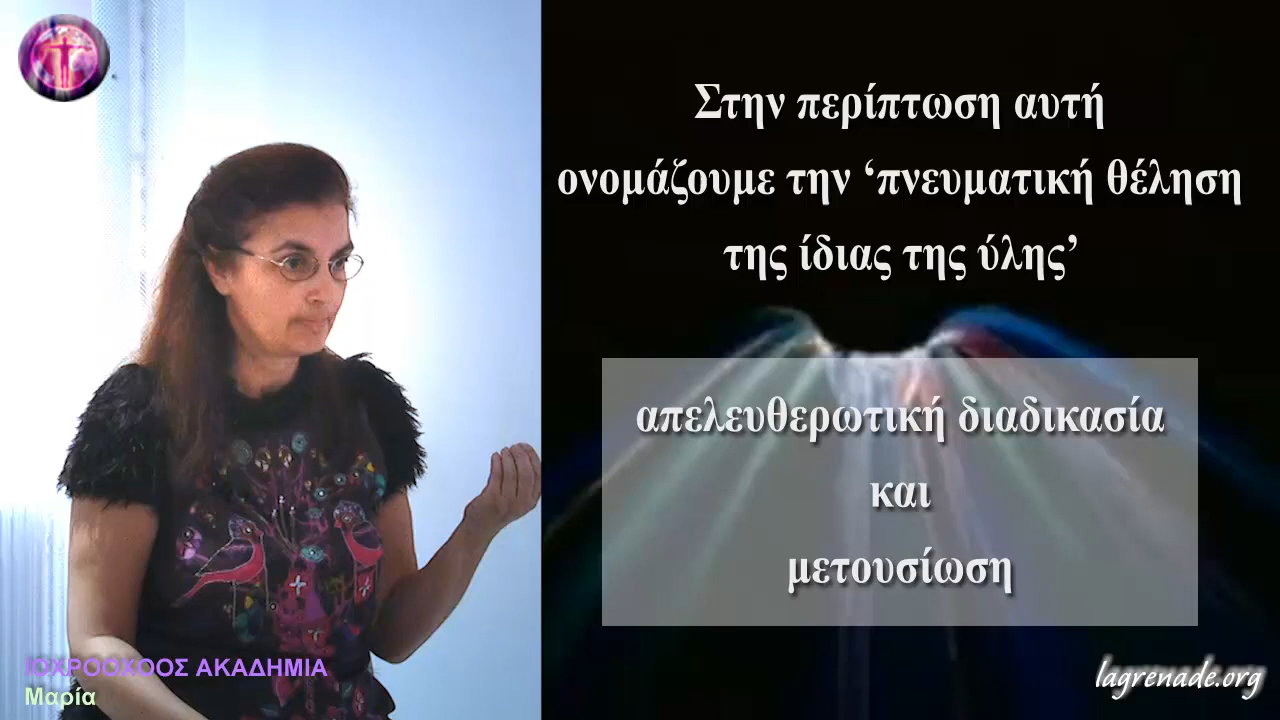 Στην περίπτωση αυτή
ονομάζουμε την ‘πνευματική θέληση
της ίδιας της ύλης’
απελευθερωτική διαδικασία
και
μετουσίωση
ΙΟΧΡΟΟΧΟΟΣ ΑΚΑΔΗΜΙΑ
Μαρία
lagrenade.org